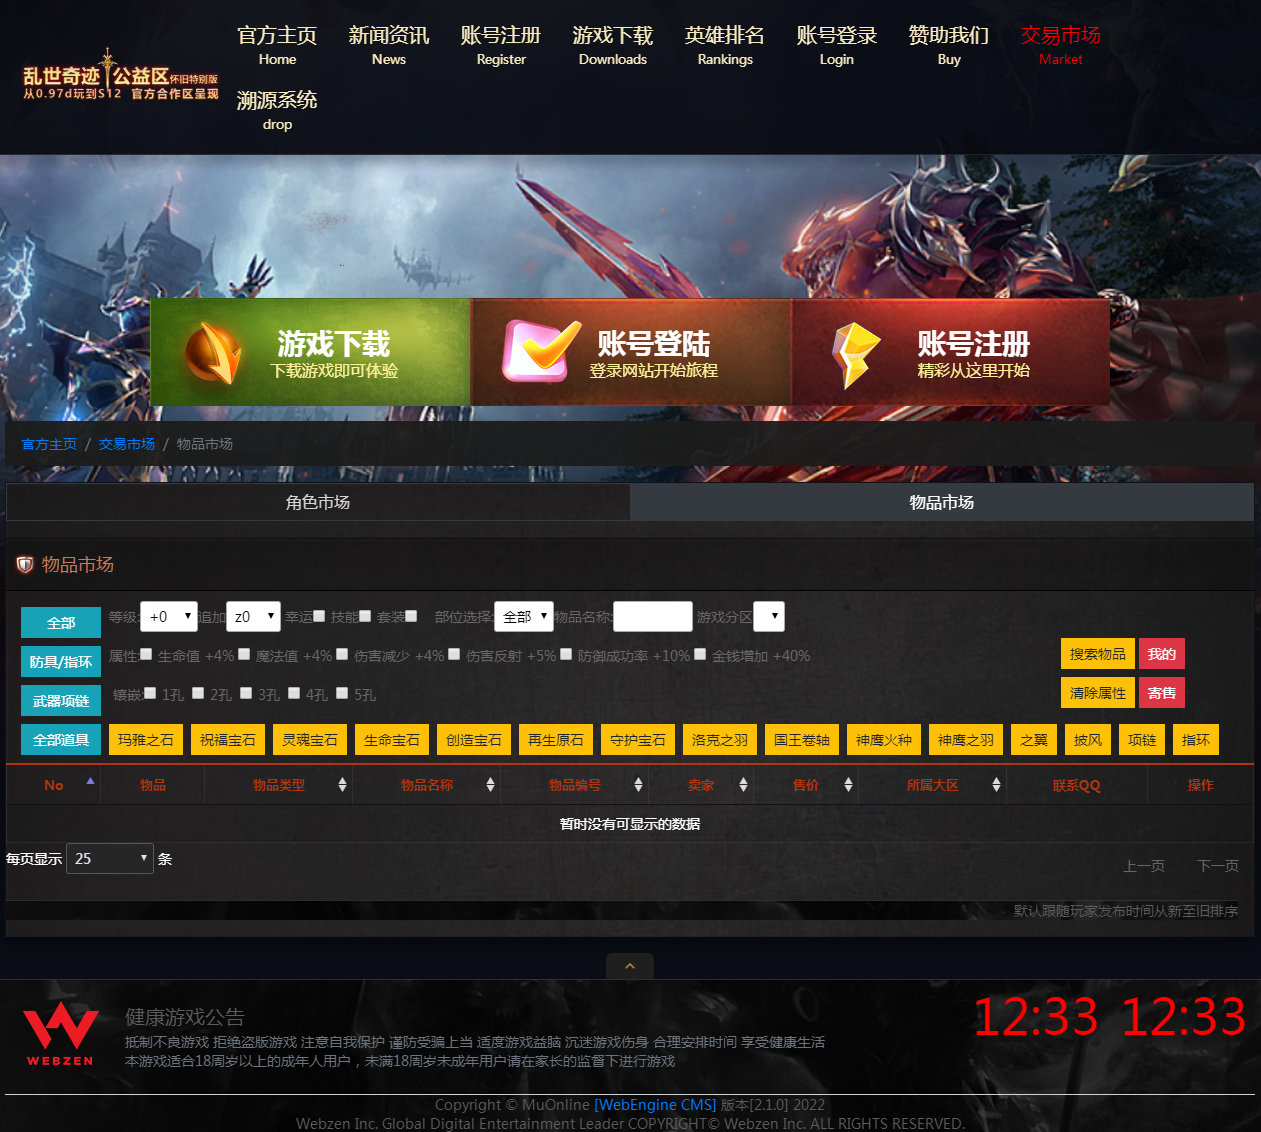 乱世奇迹 公益区怀旧特别版
从0.97d玩到S12 官方合作区呈现
官方主页 新闻资讯 账号注册 游戏下载 英雄排名 账号登录 赞助我们 交易市场
Home News Register Downloads Rankings Login Buy Market
溯源系统
drop
游戏下载 账号登陆 账号注册
下载游戏即可体验 登录网站开始旅程 精彩从这里开始
官方主页 / 交易市场 / 物品市场
角色市场 物品市场
物品市场
全部 等级: +0 追加 z0 幸运 技能 套装 部位选择: 全部 物品名称: 游戏分区
防具/指环 属性: 生命值 +4% 魔法值 +4% 伤害减少 +4% 伤害反射 +5% 防御成功率 +10% 金钱增加 +40% 搜索物品 我的
武器项链 镶嵌: 1孔 2孔 3孔 4孔 5孔 清除属性 寄售
全部道具 玛雅之石 祝福宝石 灵魂宝石 生命宝石 创造宝石 再生原石 守护宝石 洛克之羽 国王卷轴 神鹰火种 神鹰之羽 之翼 披风 项链 指环
No 物品 物品类型 物品名称 物品编号 卖家 售价 所属大区 联系QQ 操作
暂时没有可显示的数据
每页显示 25 条
上一页 下一页
默认跟随玩家发布时间从新至旧排序
WEBZEN
健康游戏公告
抵制不良游戏 拒绝盗版游戏 注意自我保护 谨防受骗上当 适度游戏益脑 沉迷游戏伤身 合理安排时间 享受健康生活
本游戏适合18周岁以上的成年人用户，未满18周岁未成年用户请在家长的监督下进行游戏
12:33 12:33
Copyright © MuOnline [WebEngine CMS] 版本[2.1.0] 2022
Webzen Inc. Global Digital Entertainment Leader COPYRIGHT© Webzen Inc. ALL RIGHTS RESERVED.